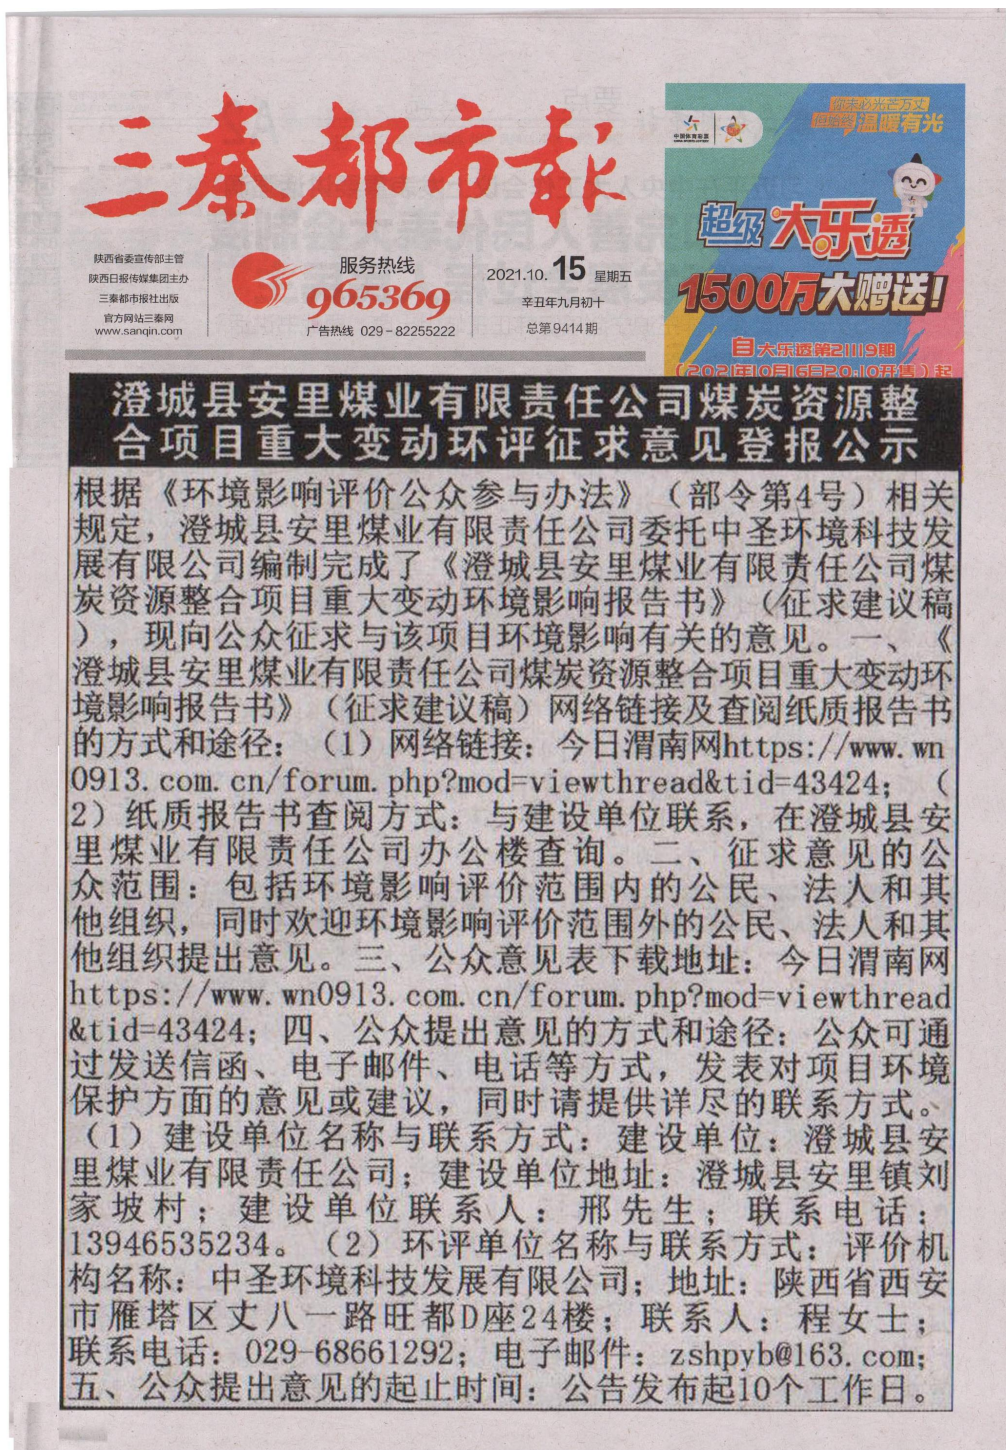 三秦都市報
陕西省委宣传部主管
陕西日报传媒集团主办
三秦都市报社出版
官方网站三秦网
www.sanqin.com
服务热线
965369
广告热线 029-82255222
2021.10.15 星期五
辛丑年九月初十
总第9414期
中国体育彩票
你幸必光芒万丈
温暖有光
超级大乐透
1500万大赠送!
自大乐透第21119期
(2021年10月16日20:10开售)起
澄城县安里煤业有限责任公司煤炭资源整
合项目重大变动环评征求意见登报公示
根据《环境影响评价公众参与办法》(部令第4号)相关
规定,澄城县安里煤业有限责任公司委托中圣环境科技发
展有限公司编制完成了《澄城县安里煤业有限责任公司煤
炭资源整合项目重大变动环境影响报告书》(征求建议稿
),现向公众征求与该项目环境影响有关的意见。一、《
澄城县安里煤业有限责任公司煤炭资源整合项目重大变动环
境影响报告书》(征求建议稿)网络链接及查阅纸质报告书
的方式和途径:(1)网络链接:今日渭南网https://www.wn
0913.com.cn/forum.php?mod=viewthread&tid=43424;(
2)纸质报告书查阅方式:与建设单位联系,在澄城县安
里煤业有限责任公司办公楼查询。二、征求意见的公
众范围:包括环境影响评价范围内的公民、法人和其
他组织,同时欢迎环境影响评价范围外的公民、法人和其
他组织提出意见。三、公众意见表下载地址:今日渭南网
https://www.wn0913.com.cn/forum.php?mod=viewthread
&tid=43424;四、公众提出意见的方式和途径:公众可通
过发送信函、电子邮件、电话等方式,发表对项目环境
保护方面的意见或建议,同时请提供详尽的联系方式。
(1)建设单位名称与联系方式:建设单位:澄城县安
里煤业有限责任公司;建设单位地址:澄城县安里镇刘
家坡村;建设单位联系人:邢先生;联系电话:
13946535234。(2)环评单位名称与联系方式:评价机
构名称:中圣环境科技发展有限公司;地址:陕西省西安
市雁塔区丈八一路旺都D座24楼;联系人:程女士;
联系电话:029-68661292;电子邮件:zshpyb@163.com;
五、公众提出意见的起止时间:公告发布起10个工作日。